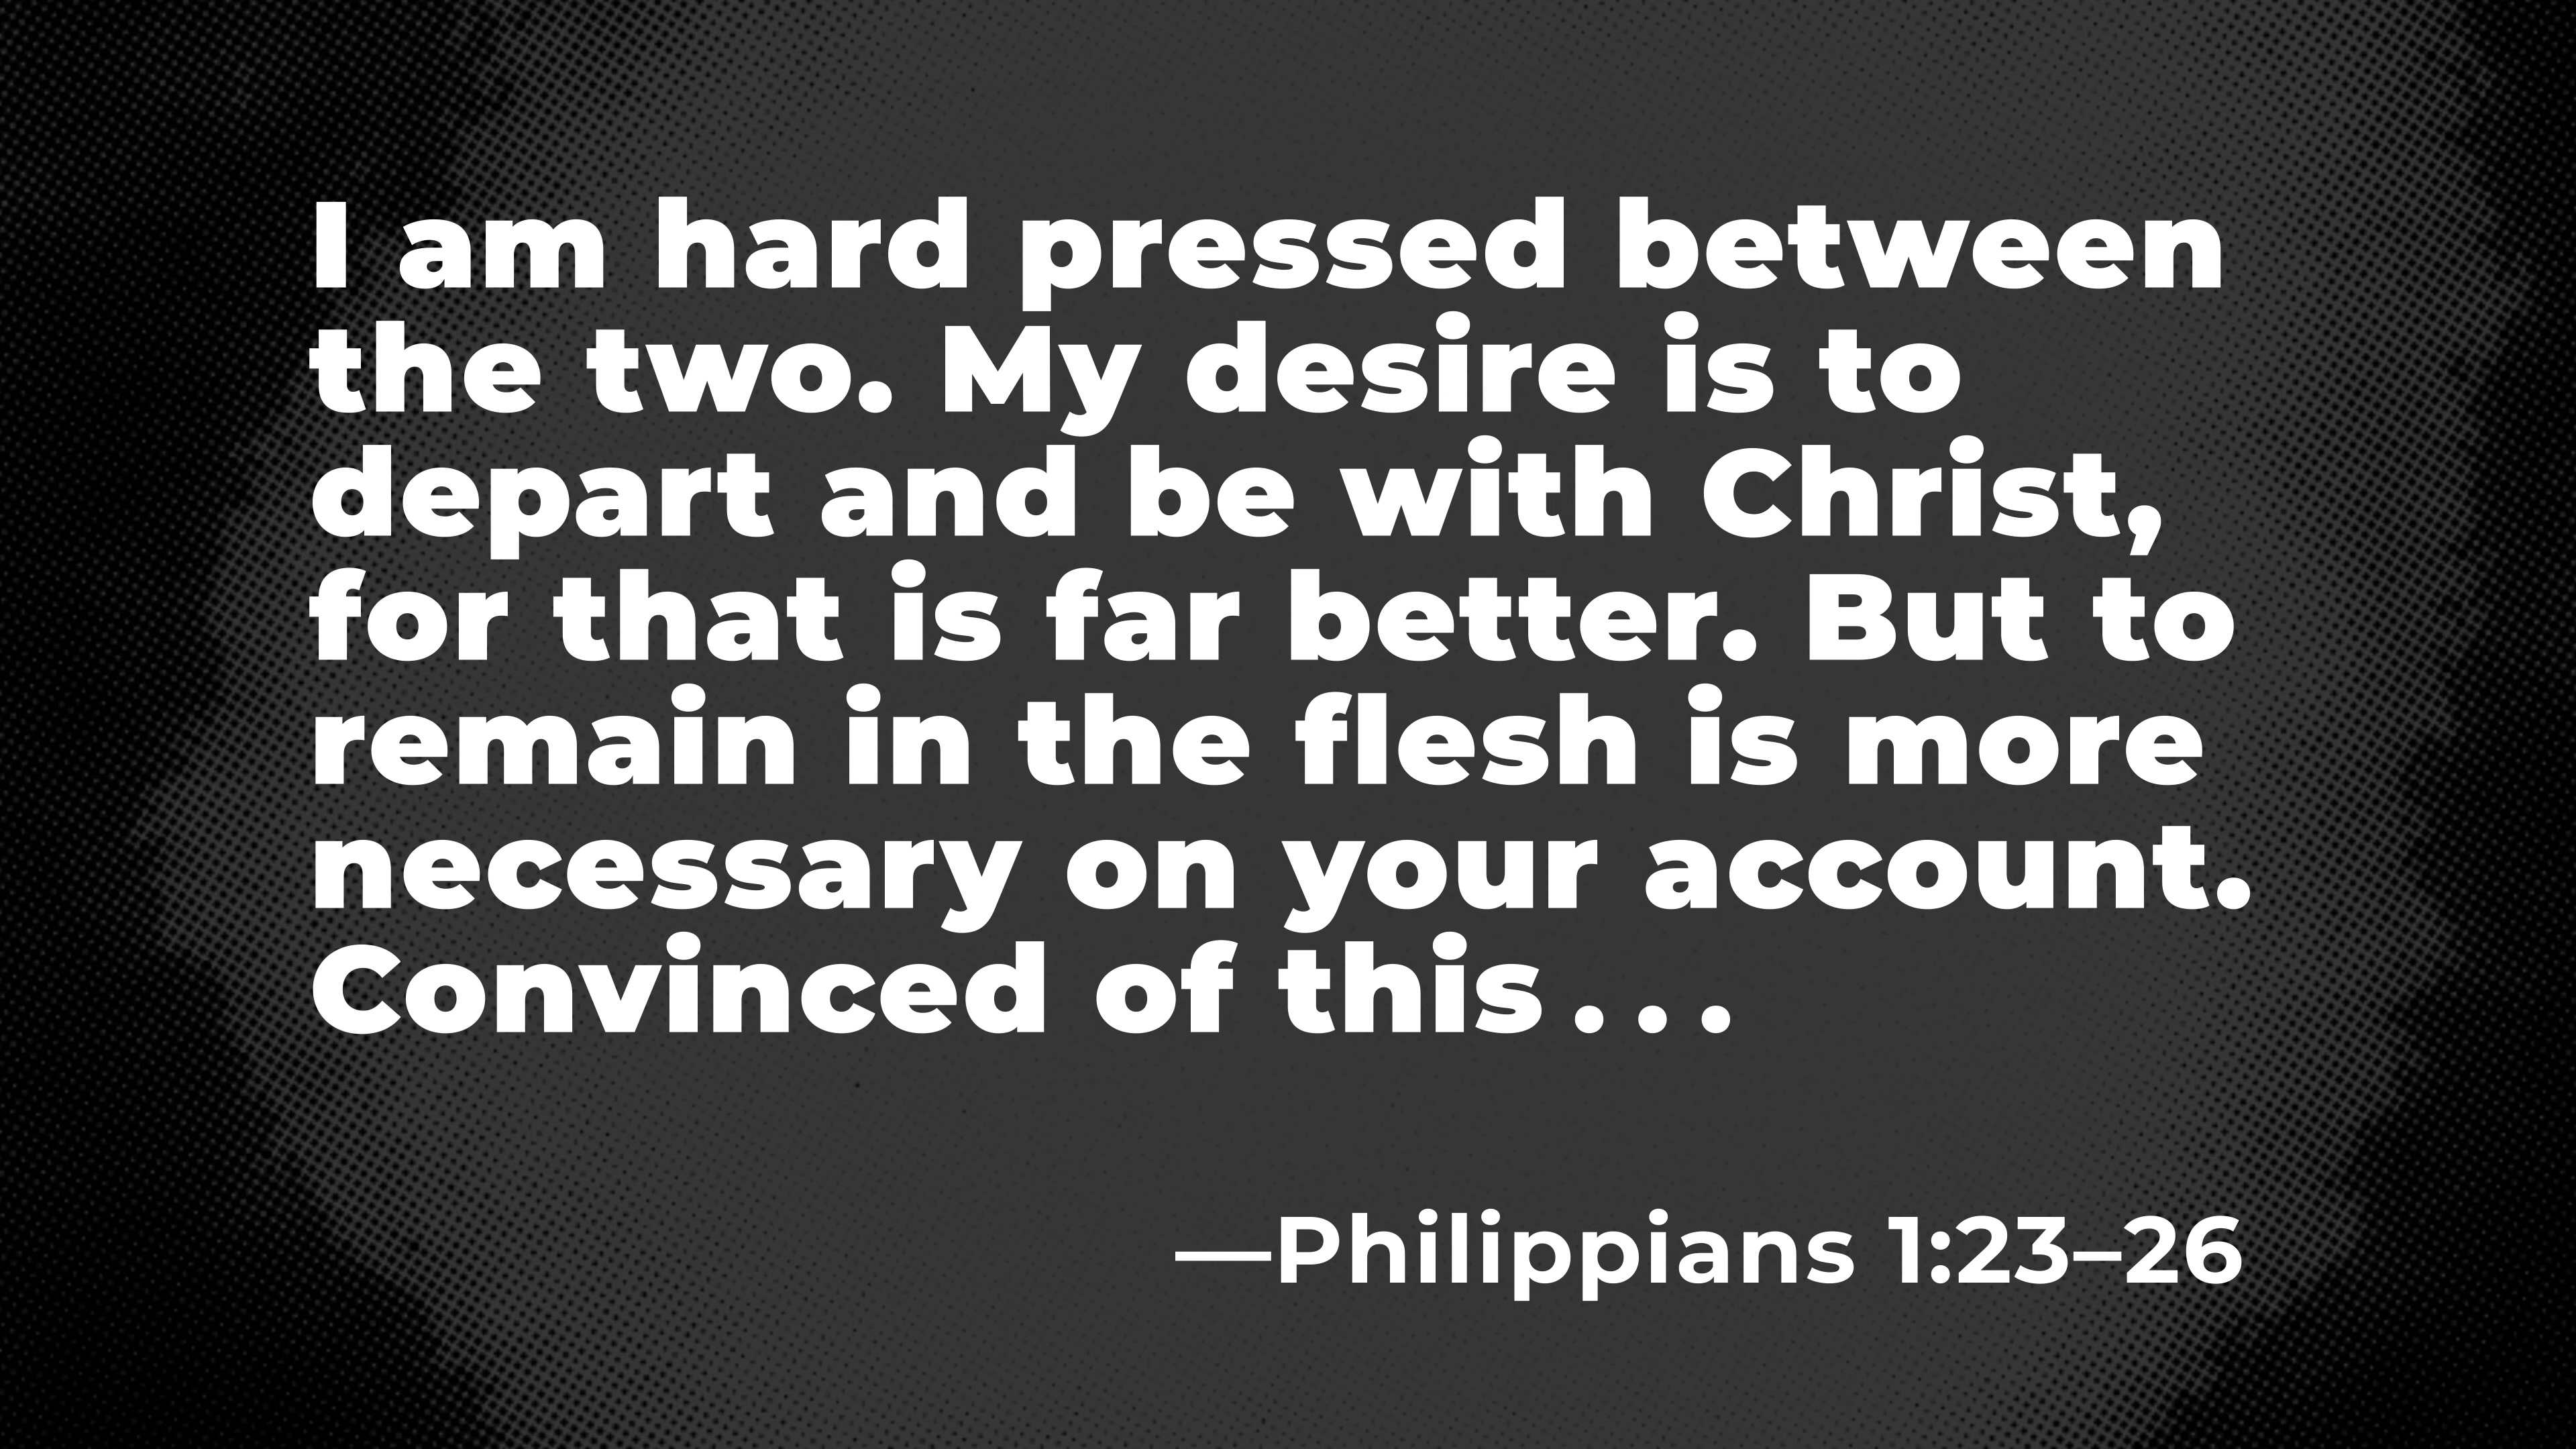 I am hard pressed between
the two. My desire is to
depart and be with Christ,
for that is far better. But to
remain in the flesh is more
necessary on your account.
Convinced of this . . .
—Philippians 1:23–26